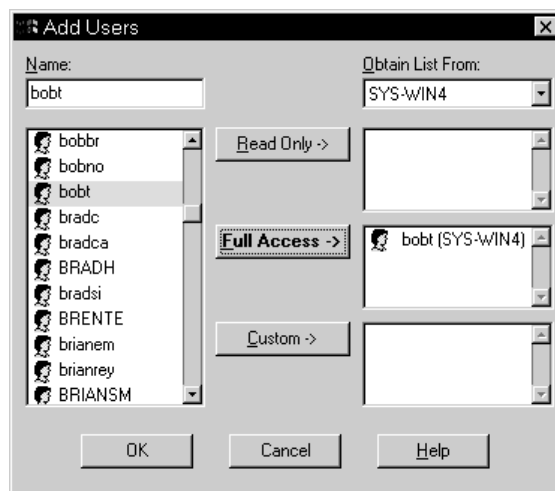 Add Users
Name:
Obtain List From:
bobt
SYS-WIN4
bobbr
bobno
bobt
bradc
bradca
BRADH
bradsi
BRENTE
brianem
brianrey
BRIANSM
Read Only ->
Full Access ->
bobt (SYS-WIN4)
Custom ->
OK
Cancel
Help